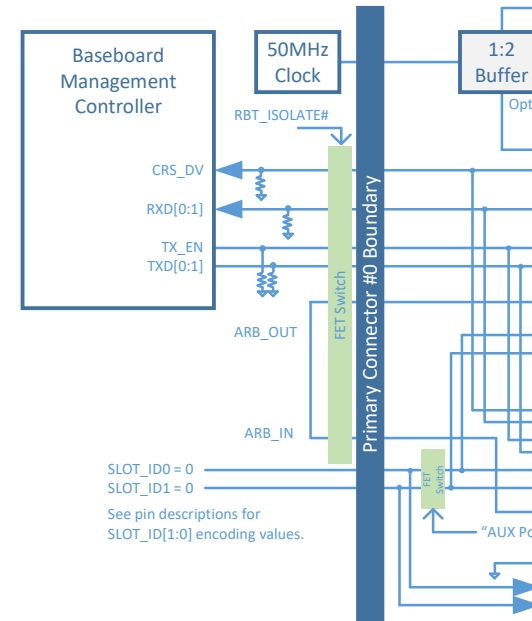 Baseboard
Management
Controller
50MHz
Clock
1:2
Buffer
Opt
RBT_ISOLATE#
CRS_DV
RXD[0:1]
TX_EN
TXD[0:1]
FET Switch
Primary Connector #0 Boundary
ARB_OUT
ARB_IN
SLOT_ID0 = 0
SLOT_ID1 = 0
See pin descriptions for
SLOT_ID[1:0] encoding values.
FET
Switch
“AUX Po